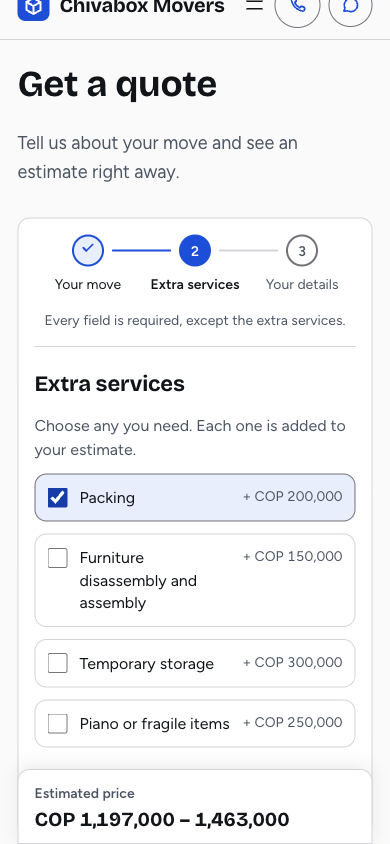 Chivabox Movers
Get a quote
Tell us about your move and see an
estimate right away.
2
3
Your move
Extra services
Your details
Every field is required, except the extra services.
Extra services
Choose any you need. Each one is added to
your estimate.
Packing
+ COP 200,000
Furniture
disassembly and
assembly
+ COP 150,000
Temporary storage
+ COP 300,000
Piano or fragile items
+ COP 250,000
Estimated price
COP 1,197,000 – 1,463,000